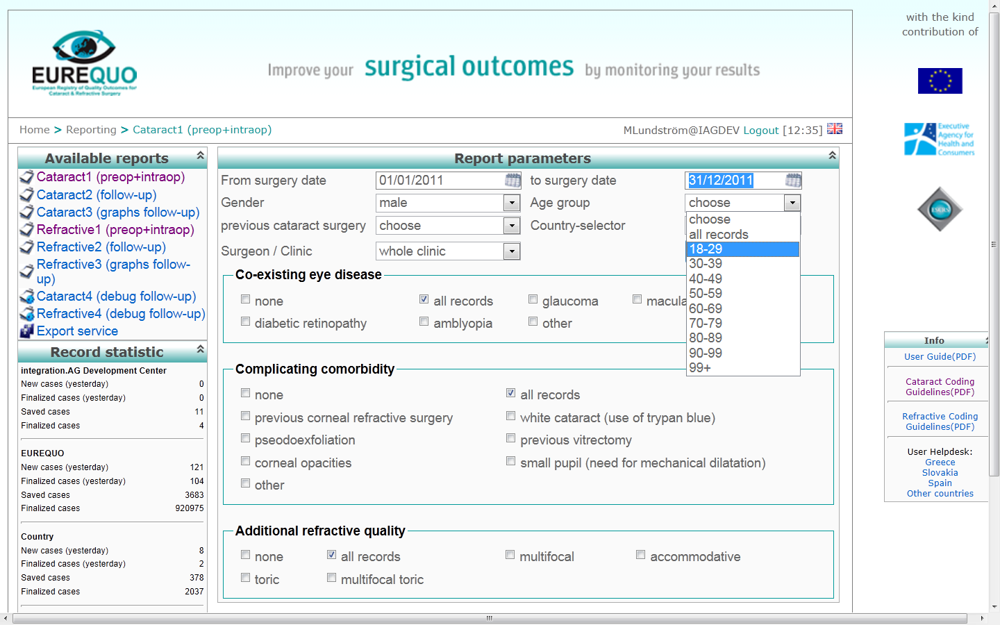 with the kind
contribution of
EUREQUO
European Registry of Quality Outcomes for
Cataract & Refractive Surgery
Improve your surgical outcomes by monitoring your results
Home > Reporting > Cataract1 (preop+intraop)
MLundström@IAGDEV Logout [12:35]
Executive
Agency for
Health and
Consumers
ESCRS
Available reports
Cataract1 (preop+intraop)
Cataract2 (follow-up)
Cataract3 (graphs follow-up)
Refractive1 (preop+intraop)
Refractive2 (follow-up)
Refractive3 (graphs follow-
up)
Cataract4 (debug follow-up)
Refractive4 (debug follow-up)
Export service
Record statistic
integration.AG Development Center
New cases (yesterday) 0
Finalized cases (yesterday) 0
Saved cases 11
Finalized cases 4
EUREQUO
New cases (yesterday) 121
Finalized cases (yesterday) 104
Saved cases 3683
Finalized cases 920975
Country
New cases (yesterday) 8
Finalized cases (yesterday) 2
Saved cases 378
Finalized cases 2037
Report parameters
From surgery date 01/01/2011 to surgery date 31/12/2011
Gender male Age group choose
previous cataract surgery choose Country-selector
Surgeon / Clinic whole clinic
choose
all records
18-29
30-39
40-49
50-59
60-69
70-79
80-89
90-99
99+
Co-existing eye disease
none all records glaucoma macula
diabetic retinopathy amblyopia other
Complicating comorbidity
none all records
previous corneal refractive surgery white cataract (use of trypan blue)
pseodoexfoliation previous vitrectomy
corneal opacities small pupil (need for mechanical dilatation)
other
Additional refractive quality
none all records multifocal accommodative
toric multifocal toric
Info
User Guide(PDF)
Cataract Coding
Guidelines(PDF)
Refractive Coding
Guidelines(PDF)
User Helpdesk:
Greece
Slovakia
Spain
Other countries